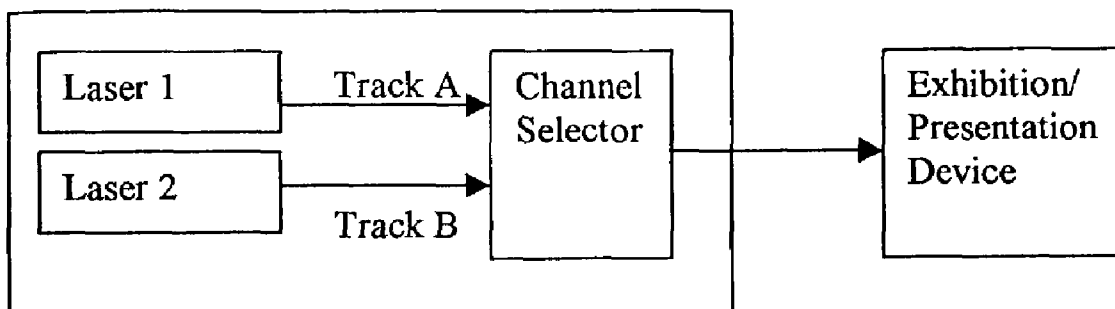 Laser 1
Track A
Laser 2
Track B
Channel
Selector
Exhibition/
Presentation
Device